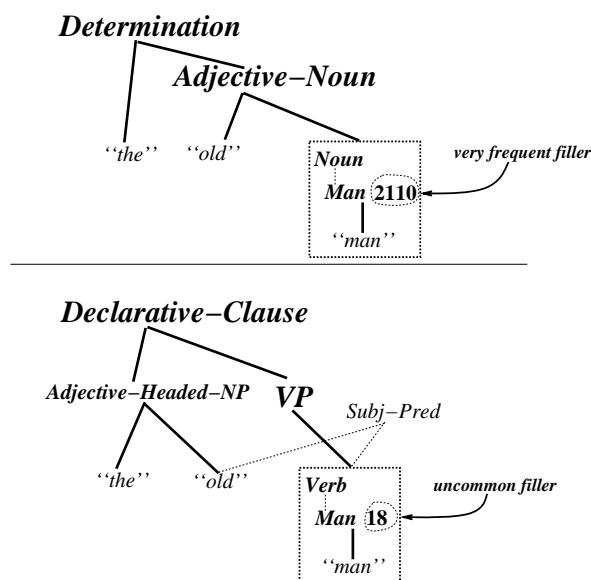 Determination
Adjective–Noun
‘‘the’’ ‘‘old’’
Noun
very frequent filler
Man 2110
‘‘man’’
Declarative–Clause
Adjective–Headed–NP VP
Subj–Pred
‘‘the’’ ‘‘old’’
Verb
uncommon filler
Man 18
‘‘man’’